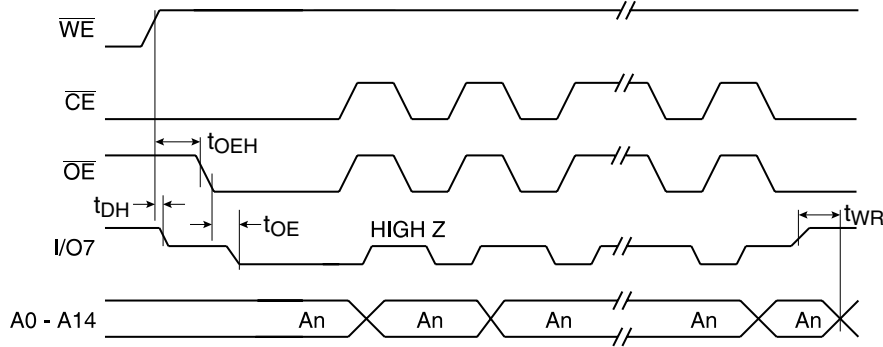 WE
CE
tOEH
OE
tDH
tOE
HIGH Z
tWR
I/O7
A0 - A14 An An An An An